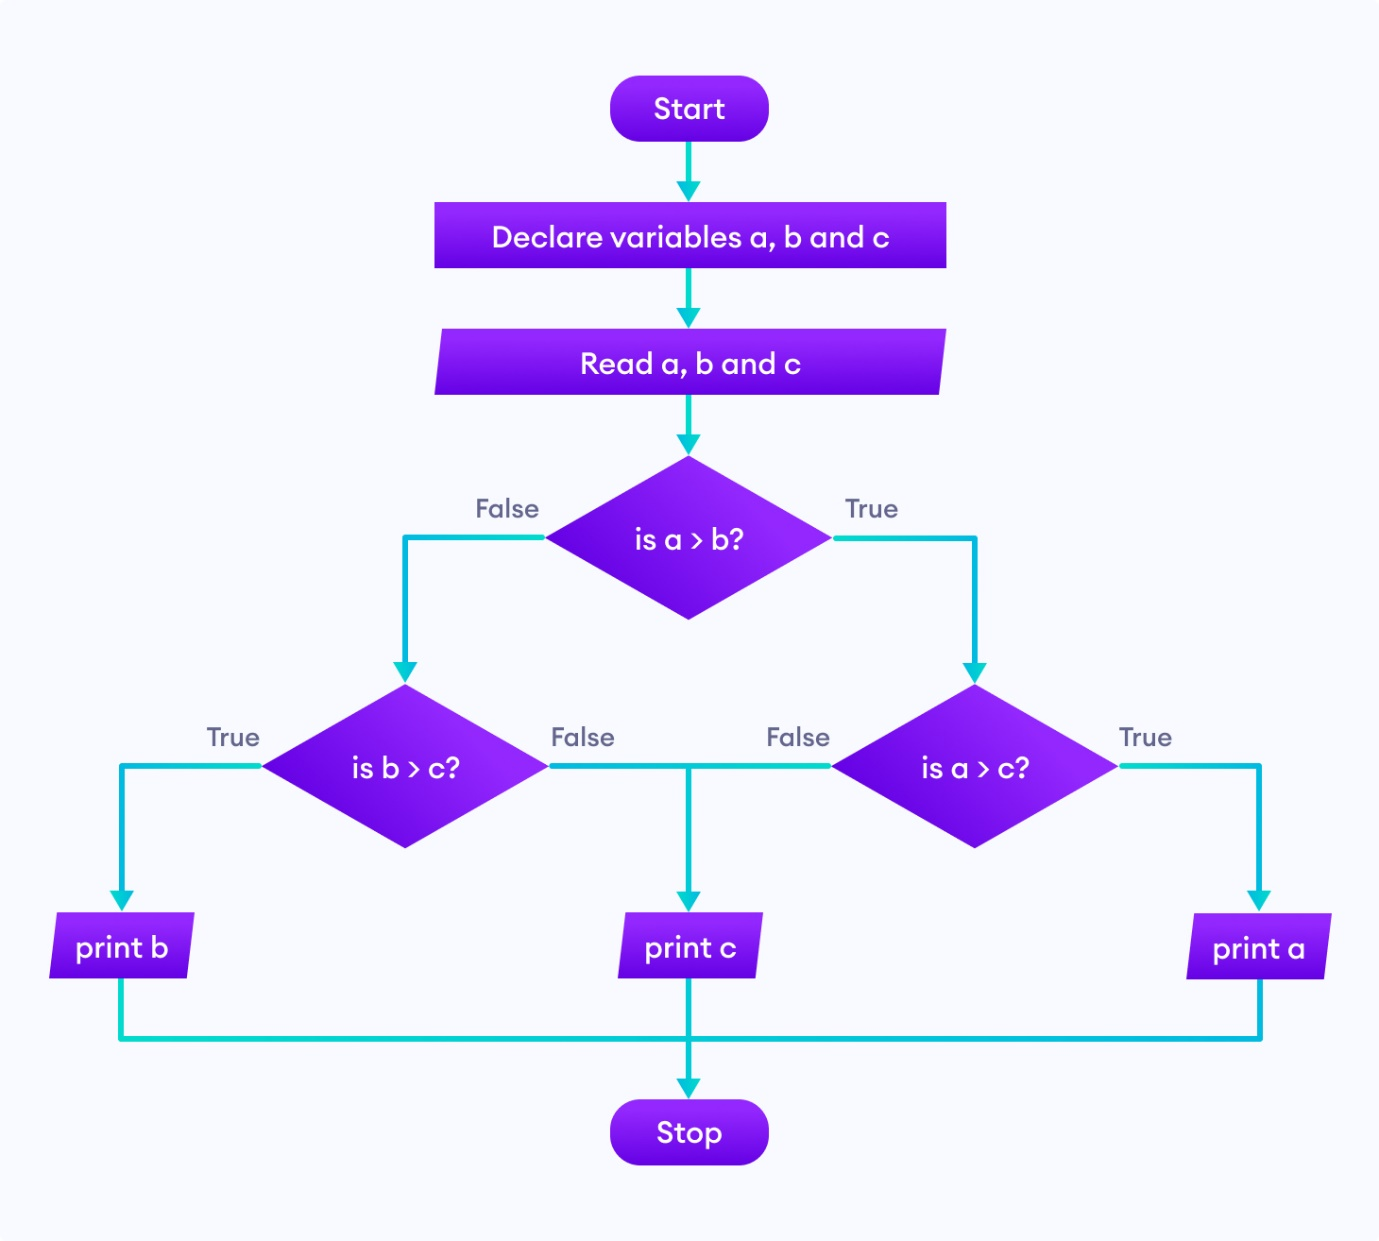 Start
Declare variables a, b and c
Read a, b and c
False
True
is a > b?
True
False
False
True
is b > c?
is a > c?
print b
print c
print a
Stop